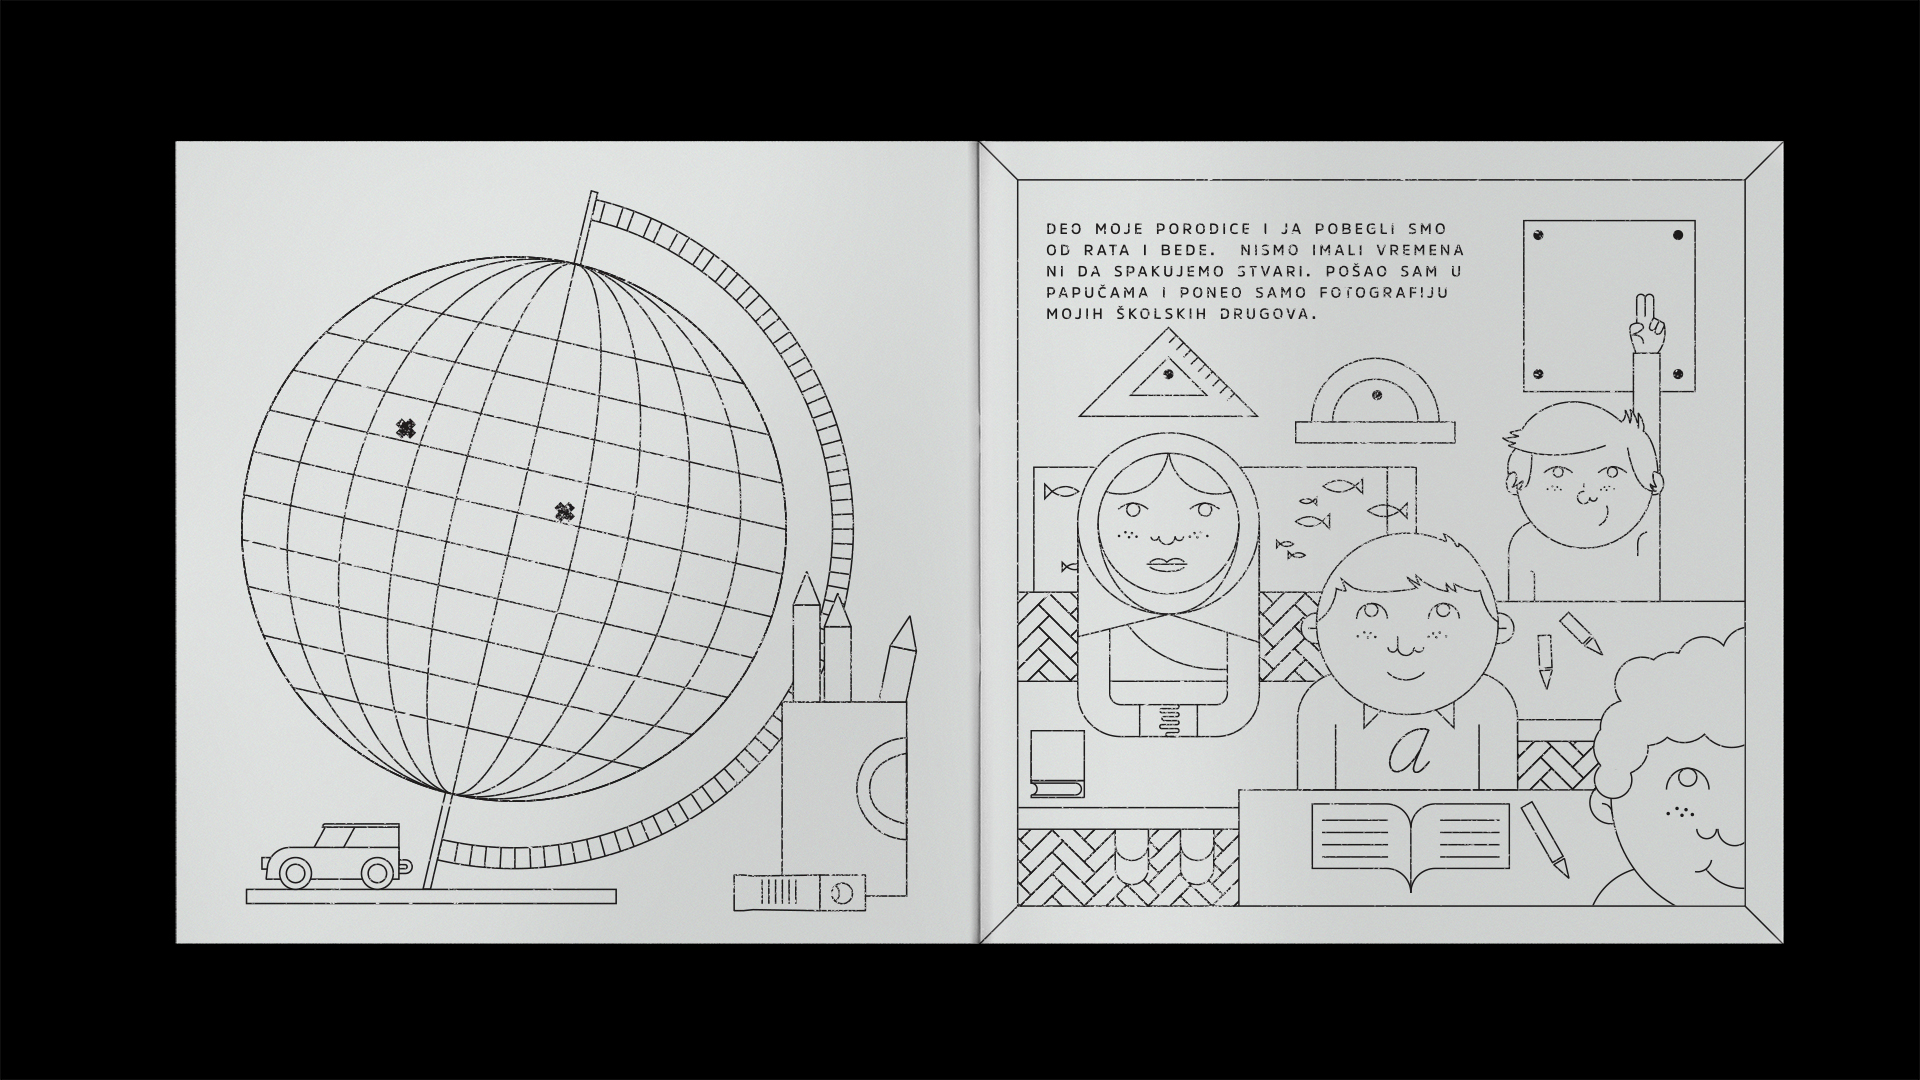 DEO MOJE PORODICE I JA POBEGLI SMO
OD RATA I BEDE. NISMO IMALI VREMENA
NI DA SPAKUJEMO STVARI. POŠAO SAM U
PAPUČAMA I PONEO SAMO FOTOGRAFIJU
MOJIH ŠKOLSKIH DRUGOVA.
a